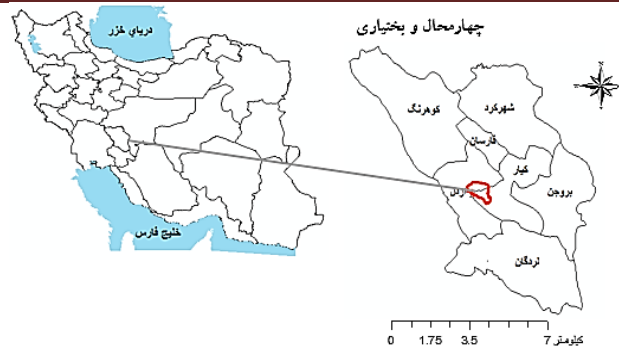 چهارمحال و بختیاری
دریای خزر
خلیج فارس
کوهرنگ
شهرکرد
فارسان
کیار
بروجن
اردل
لردگان
0 1.75 3.5 7 کیلومتر